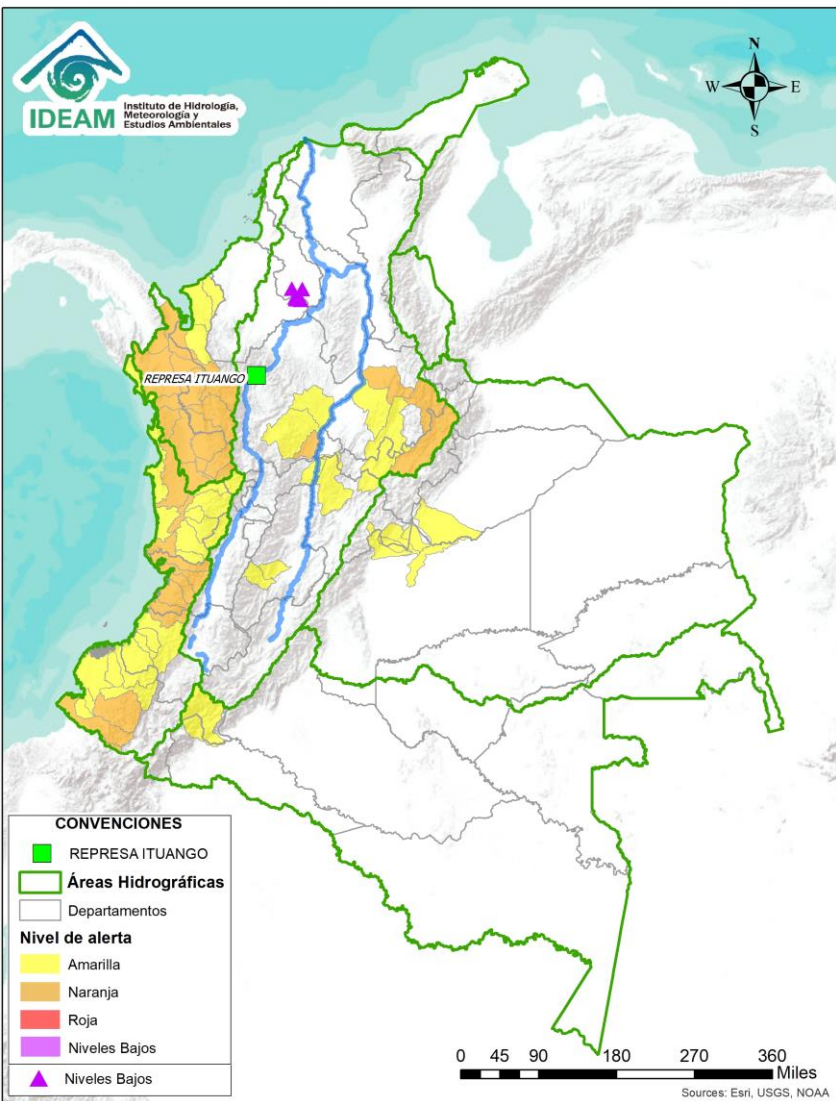 IDEAM
Instituto de Hidrología,
Meteorología y
Estudios Ambientales
N
W
E
S
REPRESA ITUANGO
CONVENCIONES
REPRESA ITUANGO
Áreas Hidrográficas
Departamentos
Nivel de alerta
Amarilla
Naranja
Roja
Niveles Bajos
Niveles Bajos
0 45 90 180 270 360
Miles
Sources: Esri, USGS, NOAA